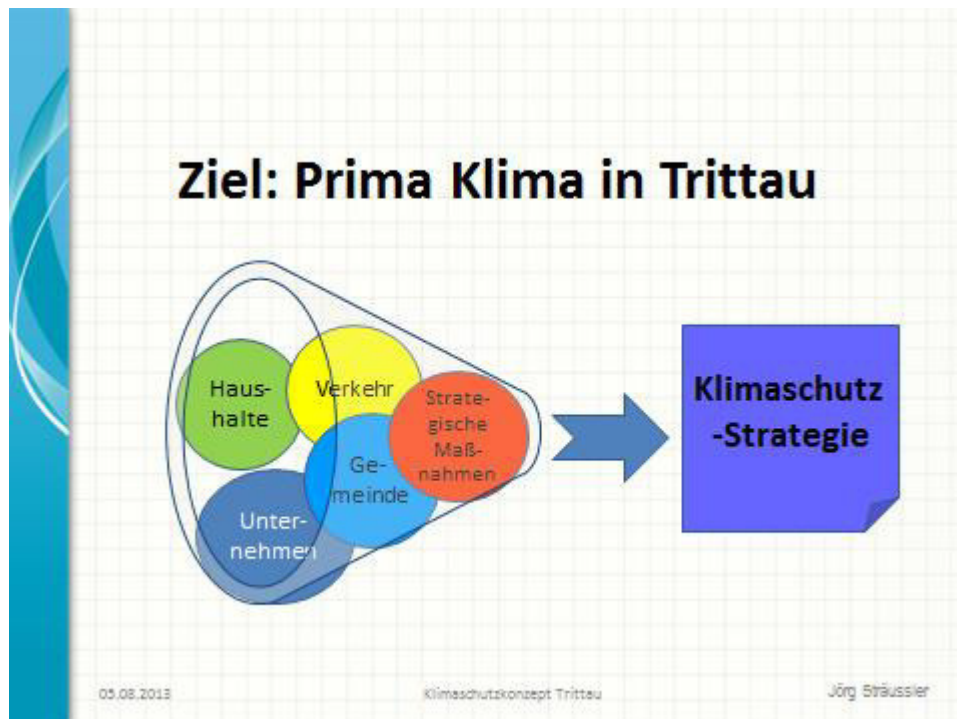 Ziel: Prima Klima in Trittau
Haus-
halte
Verkehr
Strate-
gische
Maß-
nahmen
Ge-
meinde
Unter-
nehmen
Klimaschutz
-Strategie
05.08.2013
Klimaschutzkonzept Trittau
Jörg Sträussler